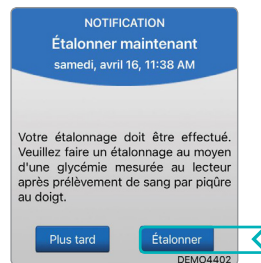 NOTIFICATION
Étalonner maintenant
samedi, avril 16, 11:38 AM
Votre étalonnage doit être effectué.
Veuillez faire un étalonnage au moyen
d'une glycémie mesurée au lecteur
après prélèvement de sang par piqûre
au doigt.
Plus tard
Étalonner
DEMO4402